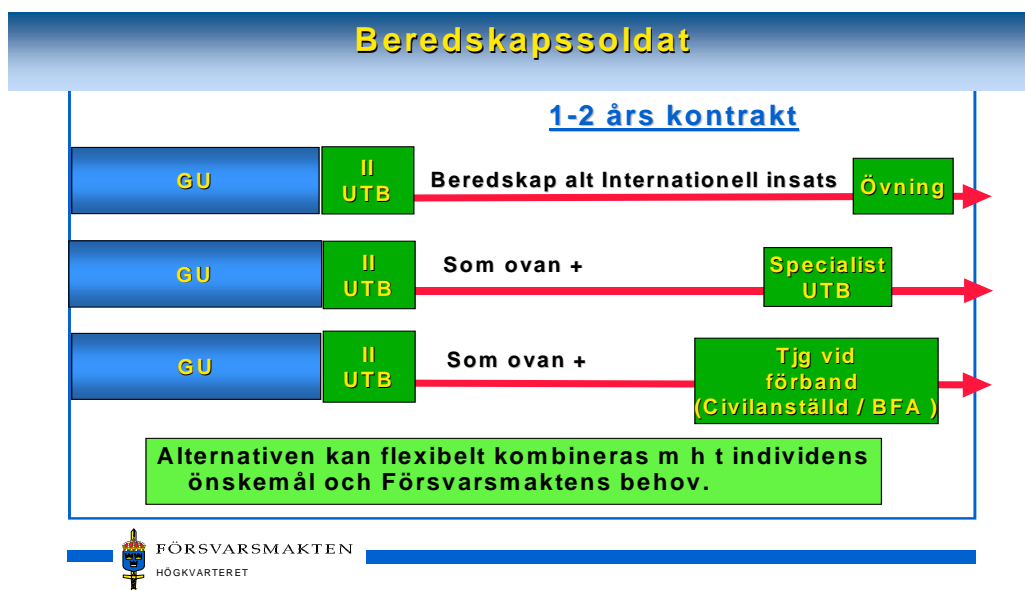 Beredskapssoldat
1-2 års kontrakt
GU
II
UTB
Beredskap alt Internationell insats
Övning
GU
II
UTB
Som ovan +
Specialist
UTB
GU
II
UTB
Som ovan +
Tjg vid
förband
(Civilanställd / BFA )
Alternativen kan flexibelt kombineras m h t individens
önskemål och Försvarsmaktens behov.
FÖRSVARSMAKTEN
HÖGKVARTERET